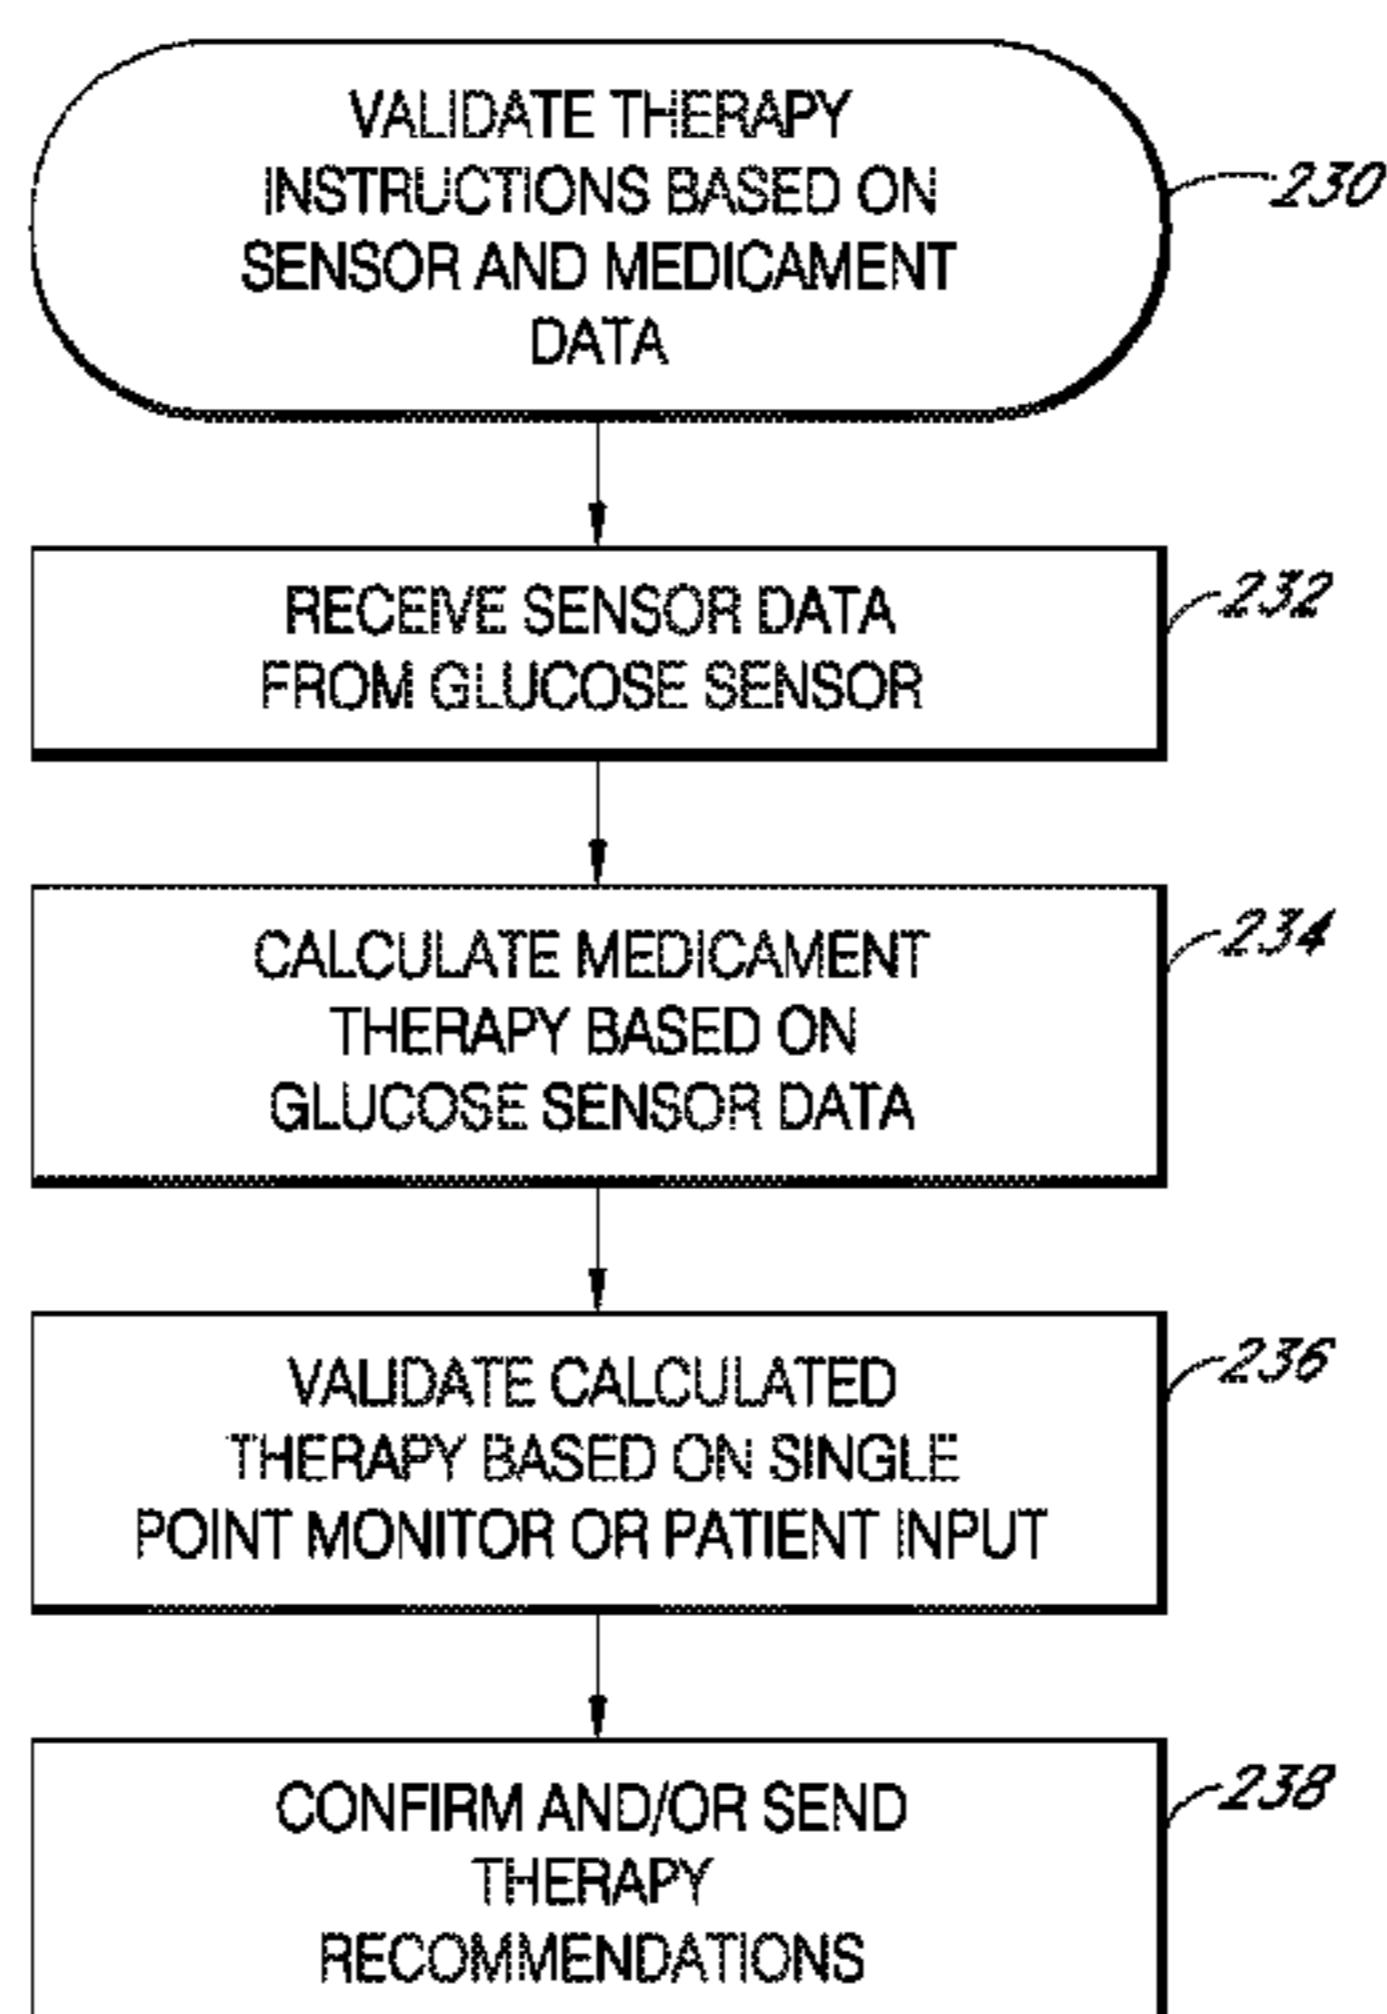 VALIDATE THERAPY
INSTRUCTIONS BASED ON
SENSOR AND MEDICAMENT
DATA
230
RECEIVE SENSOR DATA
FROM GLUCOSE SENSOR
232
CALCULATE MEDICAMENT
THERAPY BASED ON
GLUCOSE SENSOR DATA
234
VALIDATE CALCULATED
THERAPY BASED ON SINGLE
POINT MONITOR OR PATIENT INPUT
236
CONFIRM AND/OR SEND
THERAPY
RECOMMENDATIONS
238